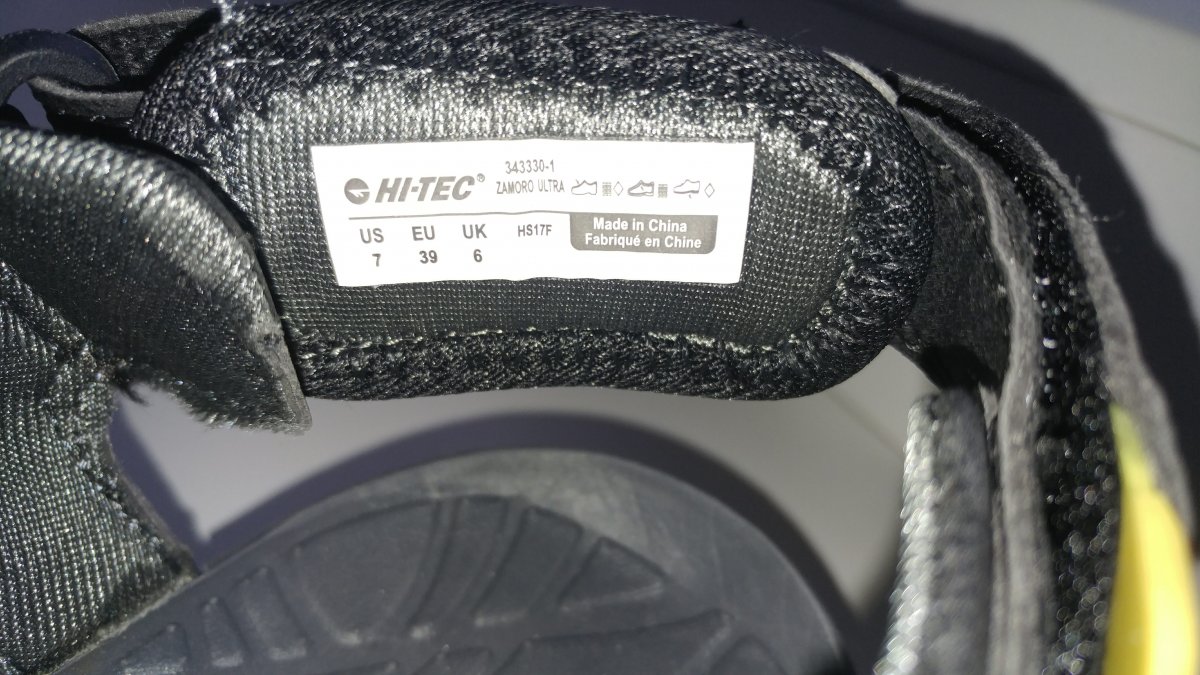 HI-TEC®
343330-1
ZAMORO ULTRA
US EU UK
7 39 6
HS17F
Made in China
Fabriqué en Chine